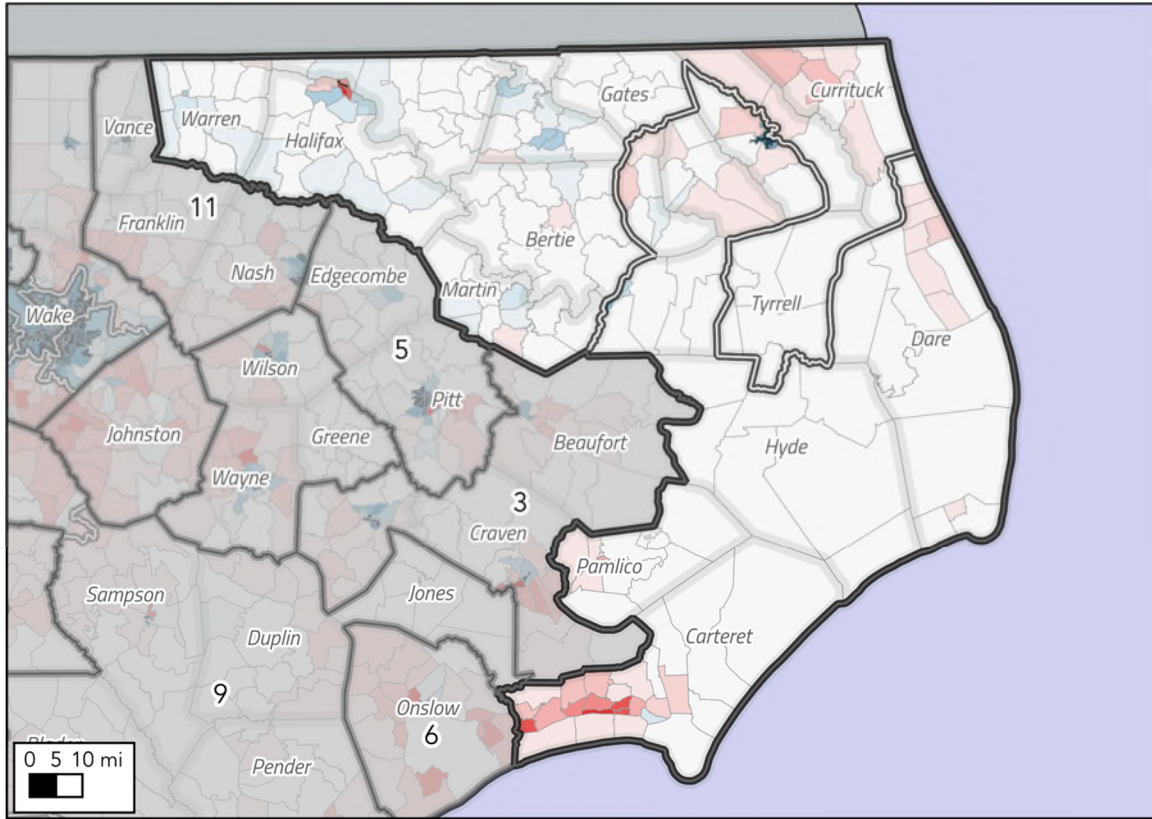 Currituck
Gates
Warren
Vance
Halifax
11
Franklin
Bertie
Nash
Edgecombe
Martin
Tyrrell
Wake
Dare
5
Wilson
Pitt
Johnston
Greene
Beaufort
Hyde
Wayne
3
Craven
Pamlico
Sampson
Jones
Duplin
Carteret
9
Onslow
6
Pender
0 5 10 mi